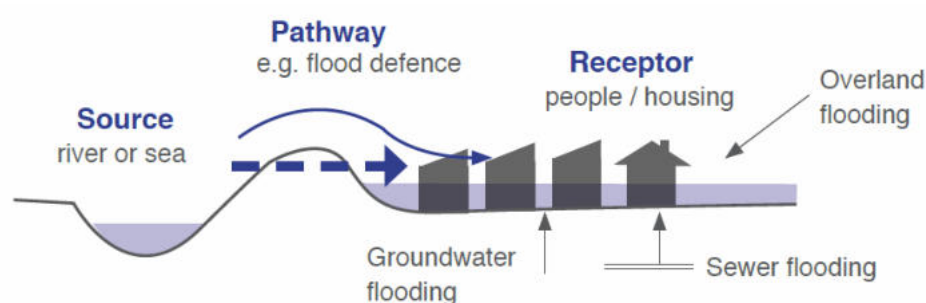 Pathway
e.g. flood defence
Receptor
people / housing
Overland
flooding
Source
river or sea
Groundwater
flooding
Sewer flooding